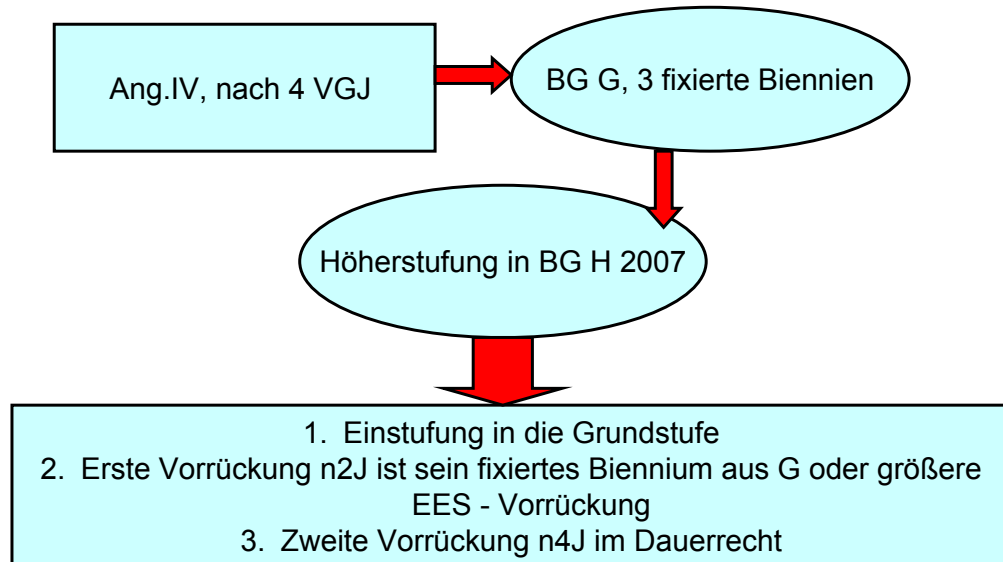 Ang.IV, nach 4 VGJ
BG G, 3 fixierte Biennien
Höherstufung in BG H 2007
1. Einstufung in die Grundstufe
2. Erste Vorrückung n2J ist sein fixiertes Biennium aus G oder größere
EES - Vorrückung
3. Zweite Vorrückung n4J im Dauerrecht